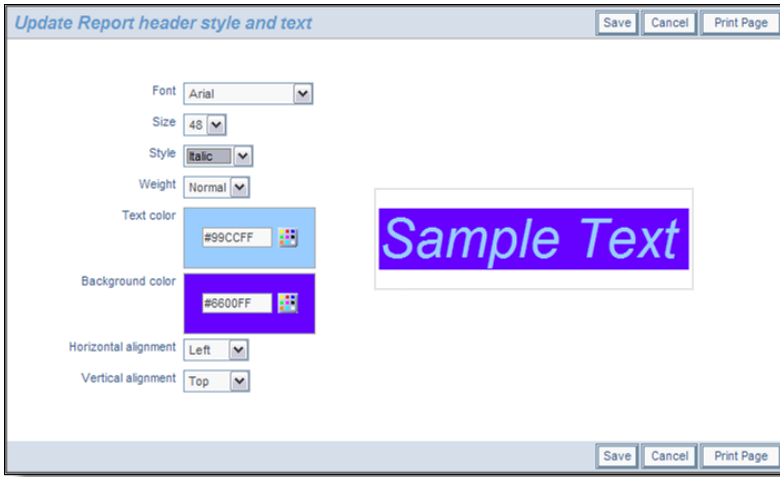 Update Report header style and text
Save Cancel Print Page
Font Arial
Size 48
Style Italic
Weight Normal
Text color
#99CCFF
Sample Text
Background color
#6600FF
Horizontal alignment Left
Vertical alignment Top
Save Cancel Print Page